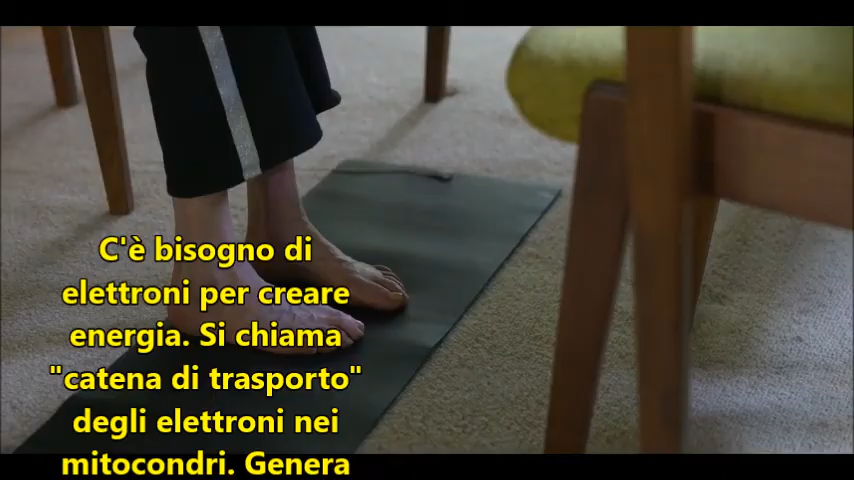 C'è bisogno di
elettroni per creare
energia. Si chiama
"catena di trasporto"
degli elettroni nei
mitocondri. Genera